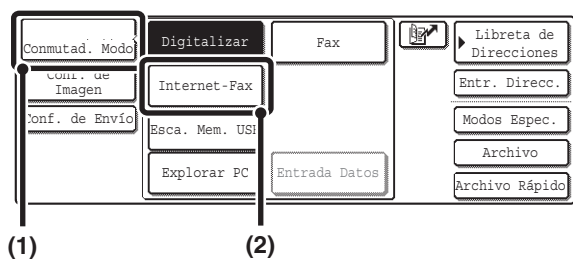 Conmutad. Modo
Digitalizar
Fax
Libreta de
Direcciones
Conf. de
Imagen
Internet-Fax
Entr. Direcc.
Conf. de Envío
Esca. Mem. USB
Modos Espec.
Archivo
Explorar PC
Entrada Datos
Archivo Rápido
(1)
(2)